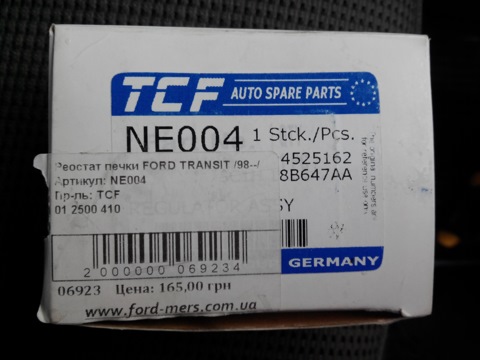 TCF AUTO SPARE PARTS
NE004 1 Stck./Pcs.
4525162
8B647AA
SY
Реостат печки FORD TRANSIT /98--/
Артикул: NE004
Пр-ль: TCF
01 2500 410
2 000000 069234
06923 Цена: 165,00 грн
www.ford-mers.com.ua
GERMANY